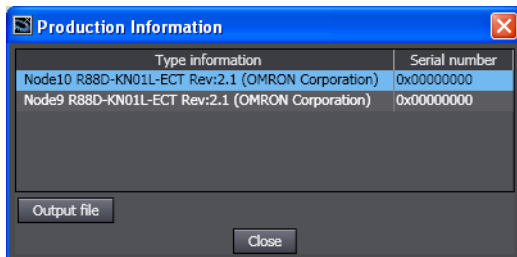 Production Information
Type information Serial number
Node10 R88D-KN01L-ECT Rev:2.1 (OMRON Corporation) 0x00000000
Node9 R88D-KN01L-ECT Rev:2.1 (OMRON Corporation) 0x00000000
Output file
Close